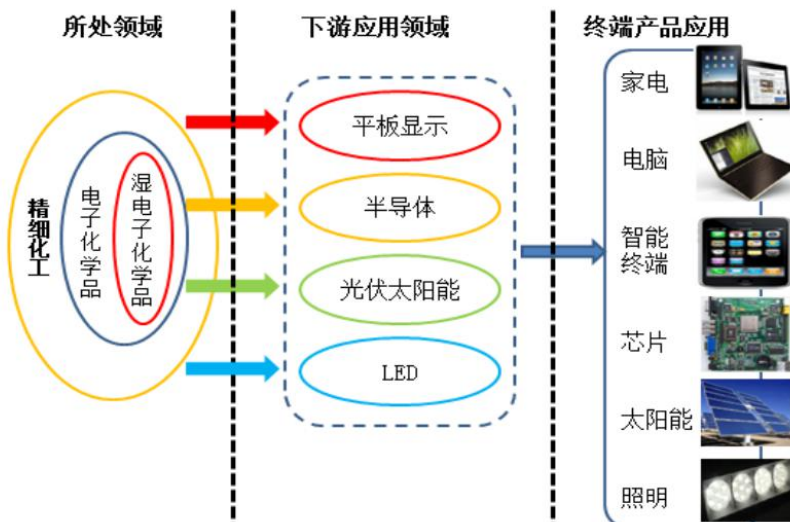 所处领域
下游应用领域
终端产品应用
精细化工
电子化学品
湿电子化学品
平板显示
半导体
光伏太阳能
LED
家电
电脑
智能
终端
芯片
太阳能
照明